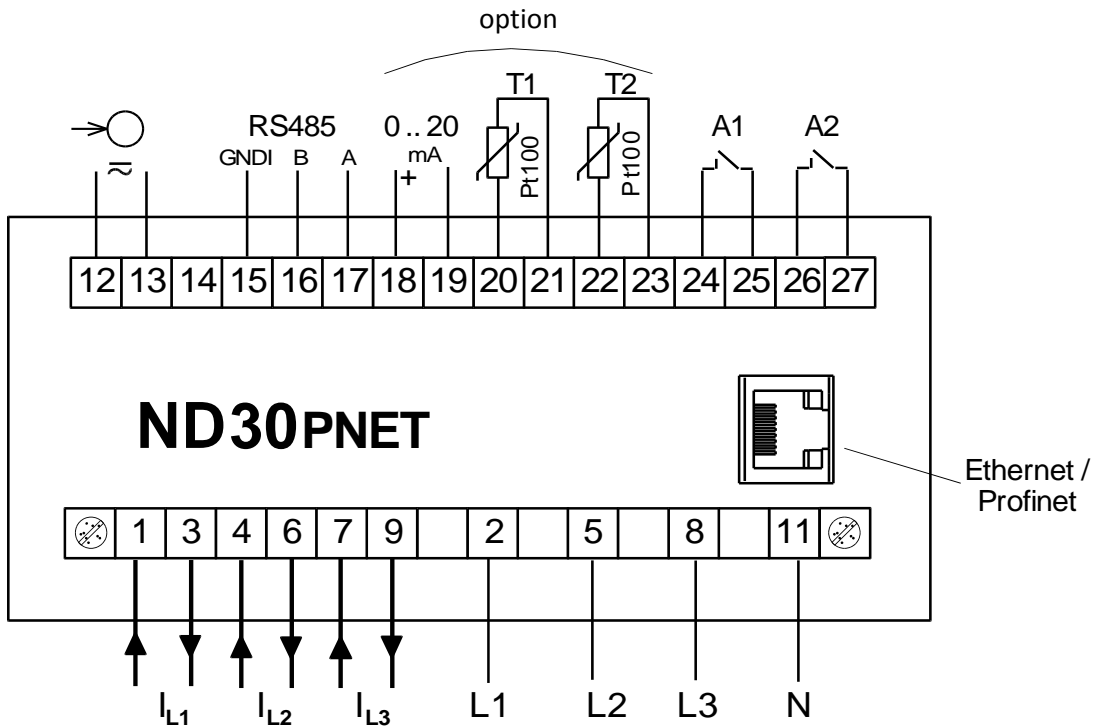 option
T1 T2
RS485 0 .. 20 A1 A2
GNDI B A mA
+
Pt100 Pt100
12 13 14 15 16 17 18 19 20 21 22 23 24 25 26 27
ND30PNET
Ethernet /
Profinet
1 3 4 6 7 9 2 5 8 11
IL1 IL2 IL3 L1 L2 L3 N